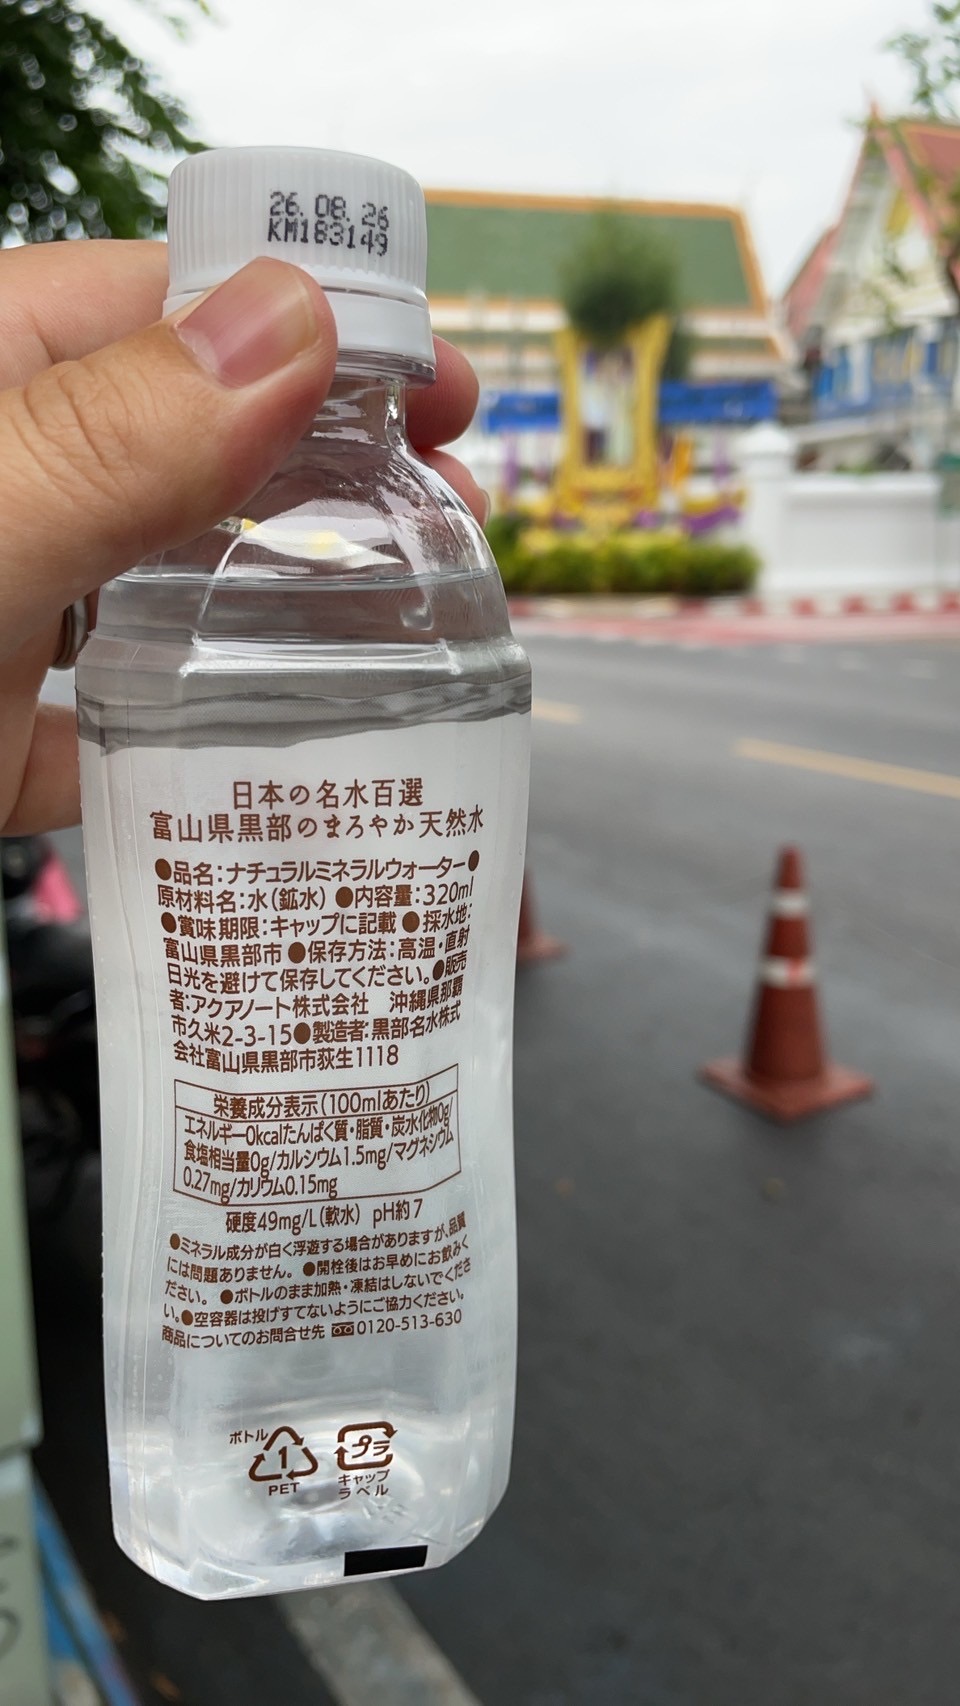 26.08.26
KM183149
日本の名水百選
富山県黒部のまろやか天然水
●品名:ナチュラルミネラルウォーター●
原材料名:水(鉱水) ●内容量:320ml
●賞味期限:キャップに記載 ●採水地:
富山県黒部市 ●保存方法:高温・直射
日光を避けて保存してください。●販売
者:アクアノート株式会社 沖縄県那覇
市久米2-3-15●製造者:黒部名水株式
会社富山県黒部市荻生1118
栄養成分表示(100mlあたり)
エネルギー0kcalたんぱく質・脂質・炭水化物0g/
食塩相当量0g/カルシウム1.5mg/マグネシウム
0.27mg/カリウム0.15mg
硬度49mg/L(軟水) pH約7
●ミネラル成分が白く浮遊する場合がありますが、品質
には問題ありません。 ●開栓後はお早めにお飲みく
ださい。 ●ボトルのまま加熱・凍結はしないでくださ
い。●空容器は投げすてないようにご協力ください。
商品についてのお問合せ先 0120-513-630
ボトル
1
PET
プラ
キャップ
ラベル